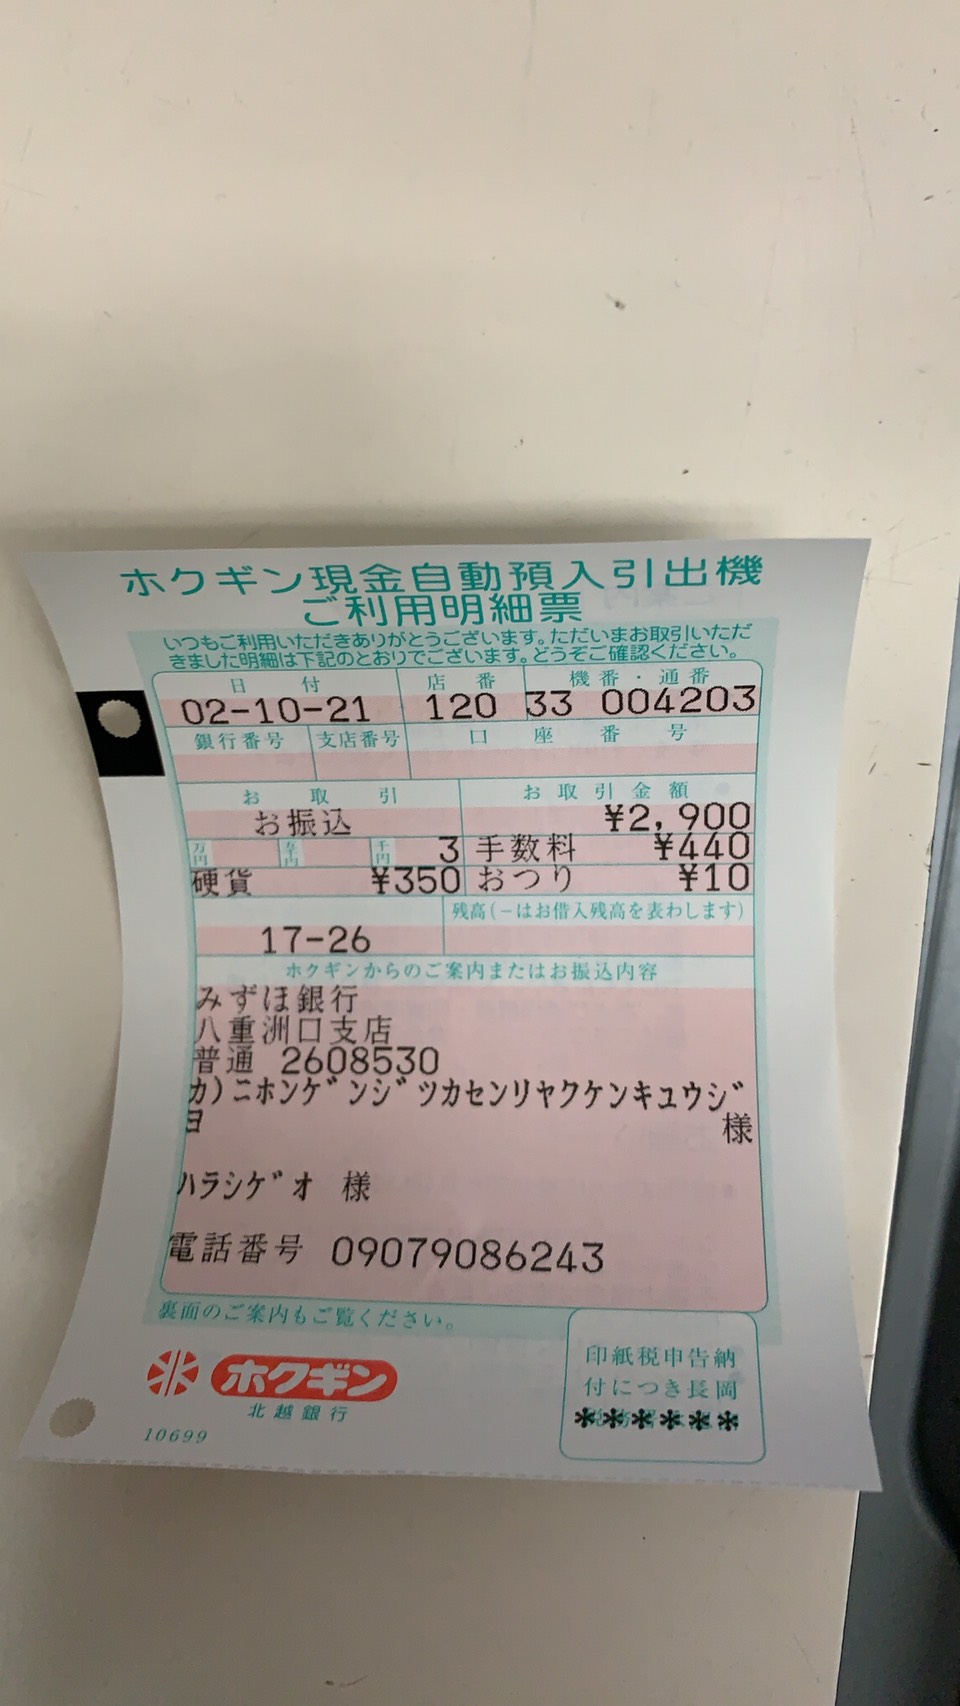 ホクギン現金自動預入引出機
ご利用明細票
いつもご利用いただきありがとうございます。ただいまお取引いただ
きました明細は下記のとおりでございます。どうぞご確認ください。
日付 店番 機番・通番
02-10-21 120 33 004203
銀行番号 支店番号 口座番号
お取引 お取引金額
お振込 ¥2,900
万円 五千円 千円 3 手数料 ¥440
硬貨 ¥350 おつり ¥10
残高(-はお借入残高を表わします)
17-26
ホクギンからのご案内またはお振込内容
みずほ銀行
八重洲口支店
普通 2608530
カ)ニホンゲンジツカセンリヤクケンキュウジ
ヨ 様
ハラシゲオ 様
電話番号 09079086243
裏面のご案内もご覧ください。
印紙税申告納
付につき長岡
******
ホクギン
北越銀行
10699